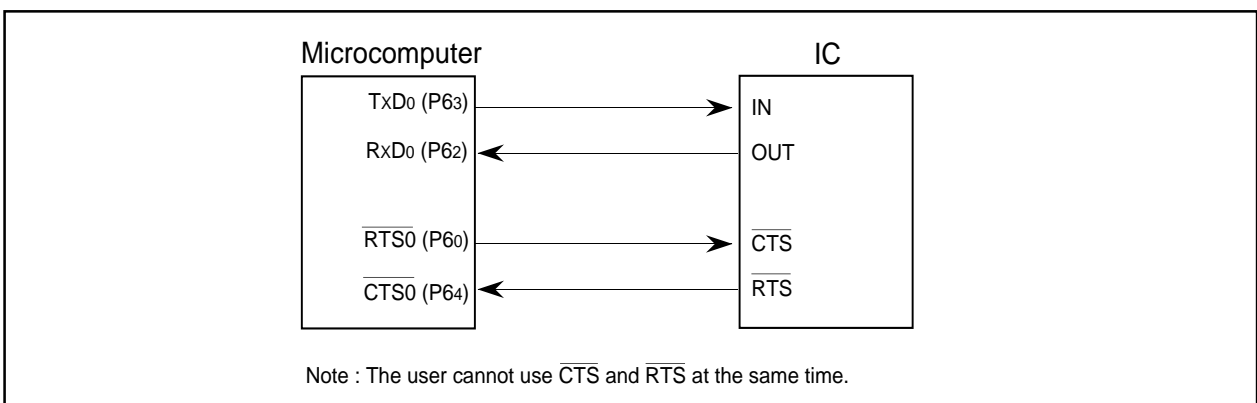 Microcomputer IC
TxD0 (P63) IN
RxD0 (P62) OUT
RTS0 (P60) CTS
CTS0 (P64) RTS
Note : The user cannot use CTS and RTS at the same time.